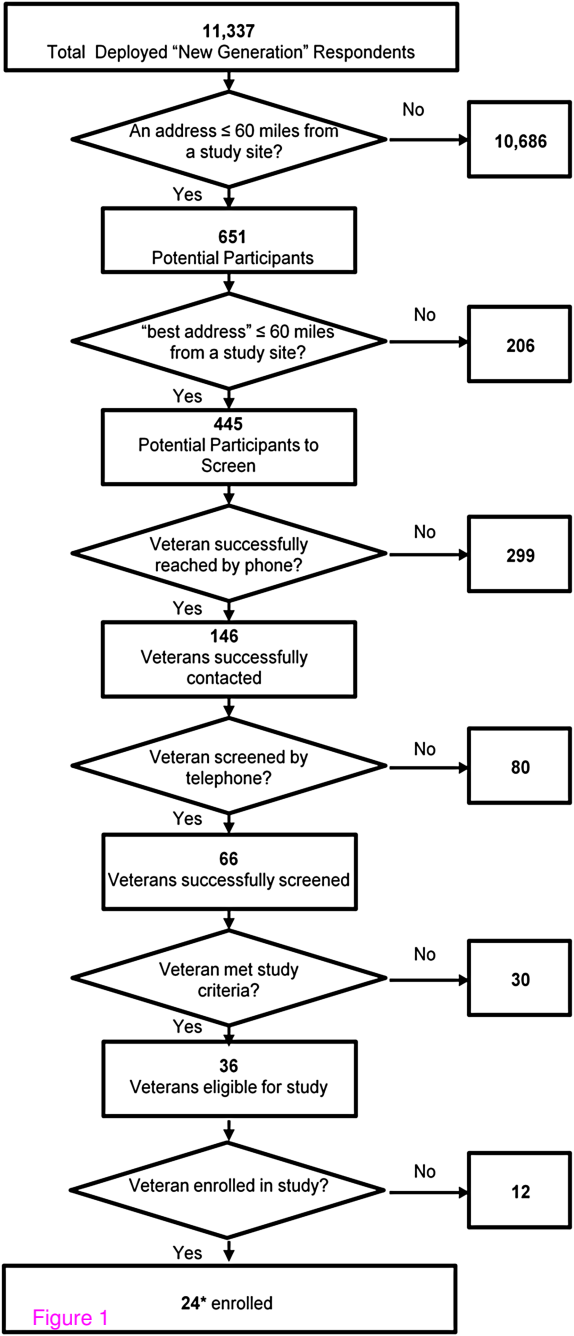 11,337
Total Deployed “New Generation” Respondents
An address ≤ 60 miles from
a study site?
No
10,686
Yes
651
Potential Participants
“best address” ≤ 60 miles
from a study site?
No
206
Yes
445
Potential Participants to
Screen
Veteran successfully
reached by phone?
No
299
Yes
146
Veterans successfully
contacted
Veteran screened by
telephone?
No
80
Yes
66
Veterans successfully screened
Veteran met study
criteria?
No
30
Yes
36
Veterans eligible for study
Veteran enrolled in study?
No
12
Yes
24* enrolled
Figure 1